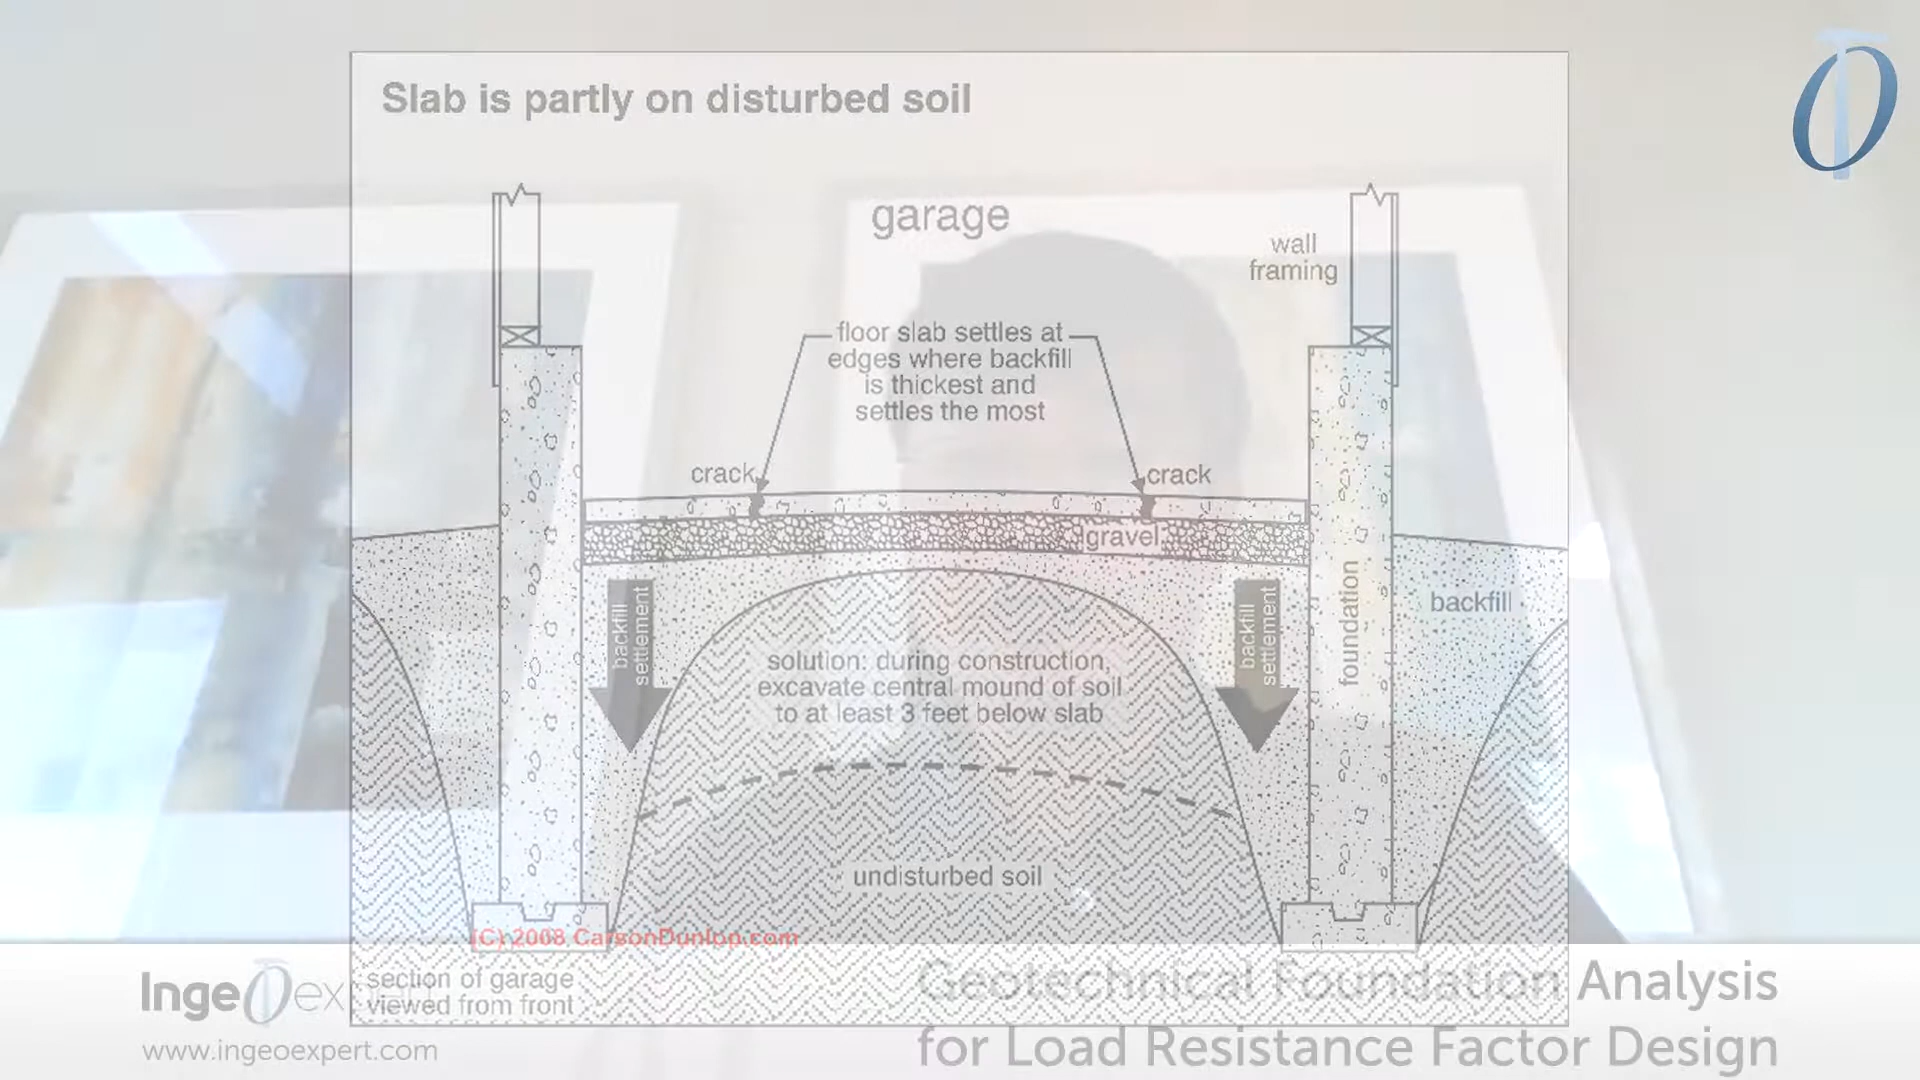 Slab is partly on disturbed soil
garage
wall
framing
floor slab settles at
edges where backfill
is thickest and
settles the most
crack
crack
gravel
backfill
settlement
backfill
settlement
foundation
backfill
solution: during construction,
excavate central mound of soil
to at least 3 feet below slab
undisturbed soil
(C) 2008 CarsonDunlop.com
section of garage
viewed from front
IngeOex
www.ingeoexpert.com
Geotechnical Foundation Analysis
for Load Resistance Factor Design